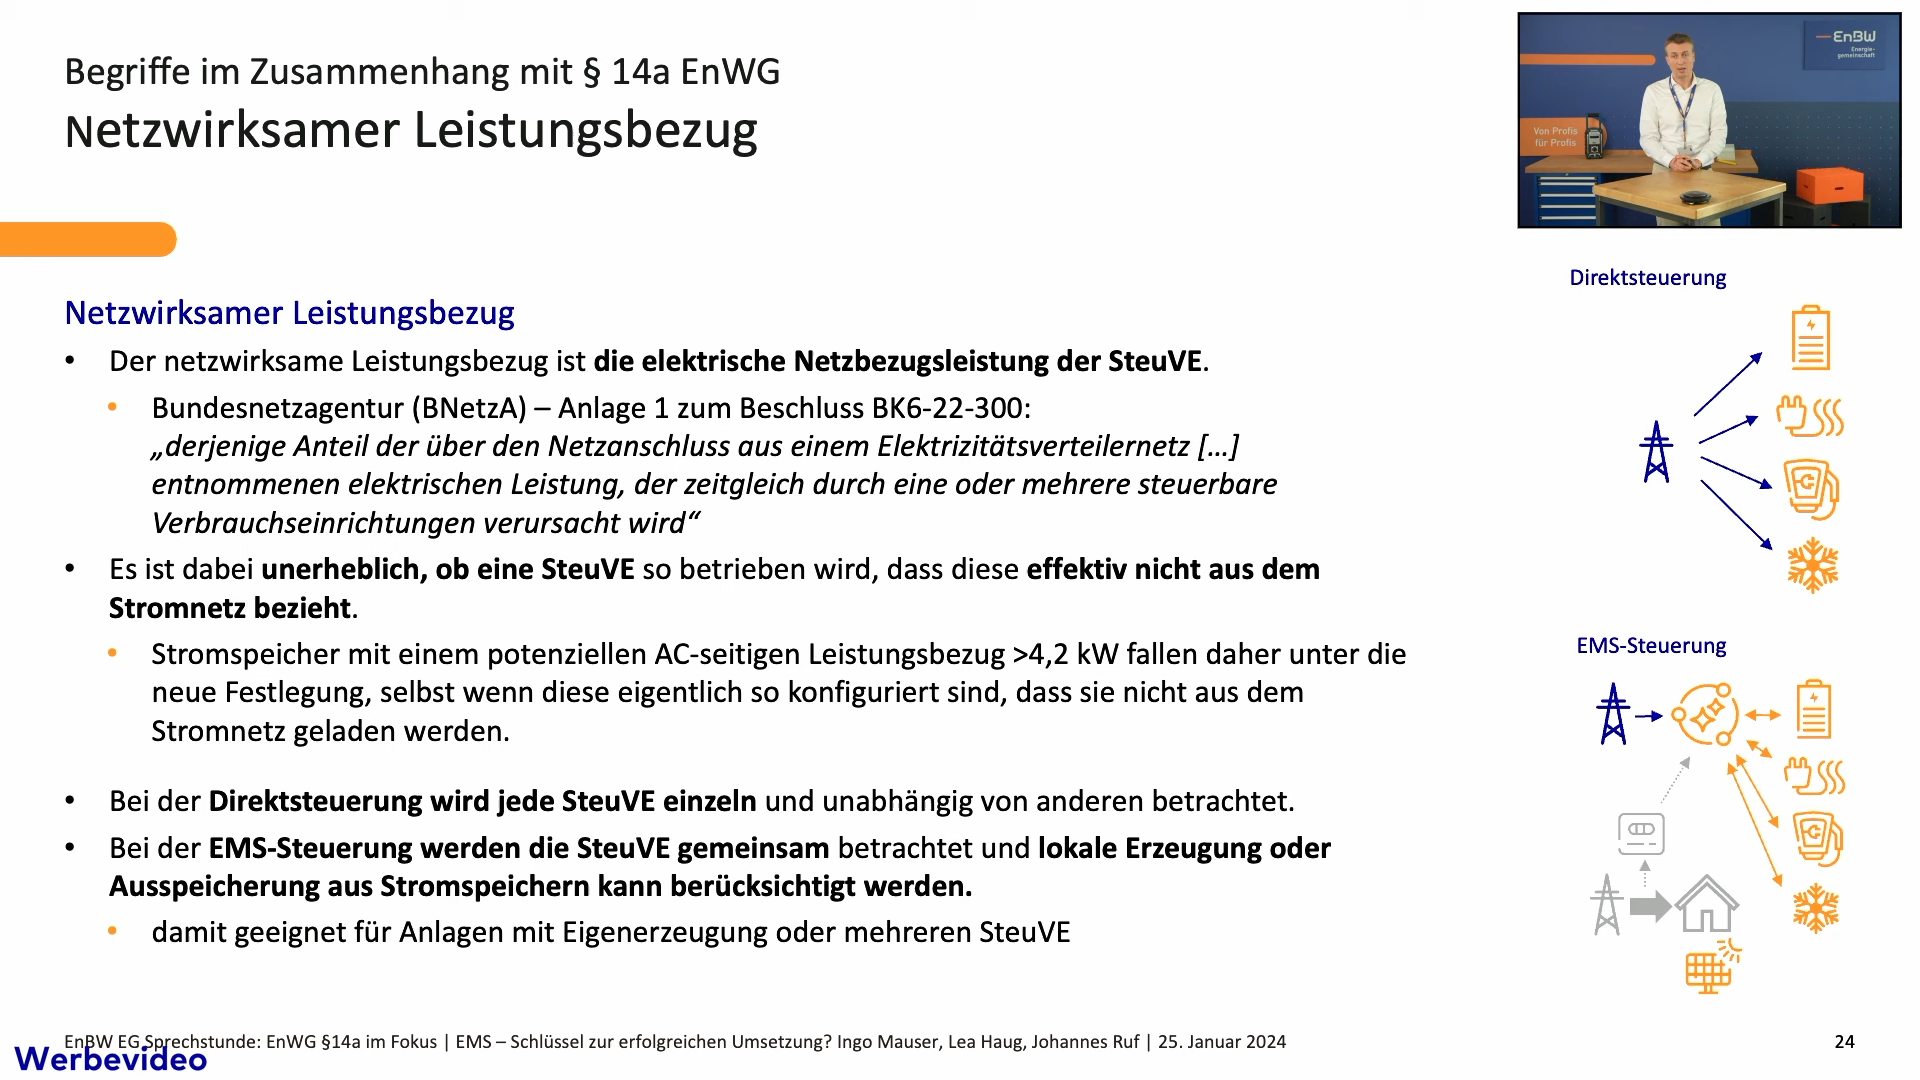 Begriffe im Zusammenhang mit § 14a EnWG
Netzwirksamer Leistungsbezug
EnBW
Energie-
gemeinschaft
Von Profis
für Profis
Netzwirksamer Leistungsbezug
• Der netzwirksame Leistungsbezug ist die elektrische Netzbezugsleistung der SteuVE.
• Bundesnetzagentur (BNetzA) – Anlage 1 zum Beschluss BK6-22-300:
„derjenige Anteil der über den Netzanschluss aus einem Elektrizitätsverteilernetz […]
entnommenen elektrischen Leistung, der zeitgleich durch eine oder mehrere steuerbare
Verbrauchseinrichtungen verursacht wird“
• Es ist dabei unerheblich, ob eine SteuVE so betrieben wird, dass diese effektiv nicht aus dem
Stromnetz bezieht.
• Stromspeicher mit einem potenziellen AC-seitigen Leistungsbezug >4,2 kW fallen daher unter die
neue Festlegung, selbst wenn diese eigentlich so konfiguriert sind, dass sie nicht aus dem
Stromnetz geladen werden.
• Bei der Direktsteuerung wird jede SteuVE einzeln und unabhängig von anderen betrachtet.
• Bei der EMS-Steuerung werden die SteuVE gemeinsam betrachtet und lokale Erzeugung oder
Ausspeicherung aus Stromspeichern kann berücksichtigt werden.
• damit geeignet für Anlagen mit Eigenerzeugung oder mehreren SteuVE
Direktsteuerung
EMS-Steuerung
EnBW EG Sprechstunde: EnWG §14a im Fokus | EMS – Schlüssel zur erfolgreichen Umsetzung? Ingo Mauser, Lea Haug, Johannes Ruf | 25. Januar 2024
24
Werbevideo